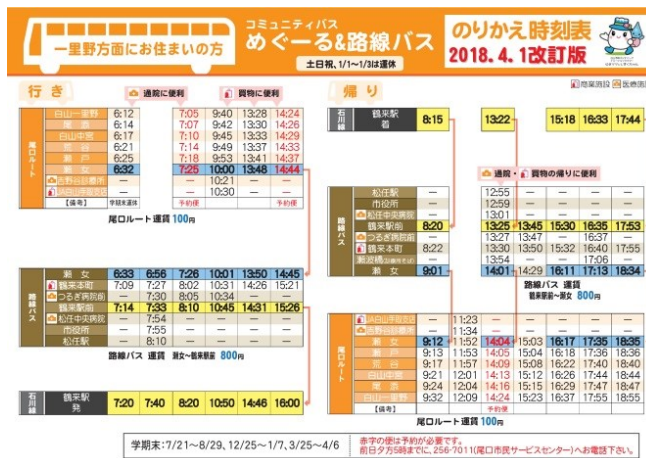 一里野方面にお住まいの方
コミュニティバス
めぐーる&路線バス
土日祝、1/1〜1/3は運休
のりかえ時刻表
2018.4.1改訂版
行き
通院に便利
買物に便利
尾口ルート
白山一里野 6:12 7:05 9:40 13:28 14:24
尾添 6:14 7:07 9:42 13:30 14:26
白山中宮 6:17 7:10 9:45 13:33 14:29
荒谷 6:21 7:14 9:49 13:37 14:33
瀬戸 6:25 7:18 9:53 13:41 14:37
瀬女 6:32 7:25 10:00 13:48 14:44
吉野谷診療所 − − 10:21 − −
JA白山手取支店 − − 10:31 − −
【備考】 学期末運休 予約便 予約便
尾口ルート運賃100円
路線バス
瀬女 6:33 6:56 7:26 10:01 13:50 14:45
鶴来本町 7:09 7:27 8:02 10:31 14:26 15:21
つるぎ病院前 − 7:30 8:05 10:34 − −
鶴来駅前 7:14 7:33 8:10 10:45 14:31 15:26
松任中央病院 − 7:54 − − − −
市役所 − 7:55 − − − −
松任駅 − 8:10 − − − −
路線バス 運賃 瀬女〜鶴来駅前 800円
石川線
鶴来駅
発
7:20 7:40 8:20 10:50 14:46 16:00
帰り
商業施設
石川線
鶴来駅
着
8:15 13:22 15:18 16:33 17:44
通院・買物の帰りに便利
路線バス
松任駅 − 12:55 − − − −
市役所 − 12:59 − − − −
松任中央病院 − 13:01 − − − −
鶴来駅前 8:20 13:25 13:45 15:30 16:35 17:53
つるぎ病院前 − 13:27 13:47 − 16:37 −
鶴来本町 8:22 13:30 13:50 15:32 16:40 17:55
− 13:54 − − 17:06 −
瀬女 9:01 14:01 14:29 16:11 17:13 18:34
路線バス 運賃
鶴来駅前〜瀬女 800円
尾口ルート
JA白山手取支店 − 11:23 − − − − −
吉野谷診療所 − 11:34 − − − − −
瀬女 9:12 11:52 14:04 15:03 16:17 17:35 18:35
瀬戸 9:13 11:53 14:05 15:04 16:18 17:36 18:36
荒谷 9:17 11:57 14:09 15:08 16:22 17:40 18:40
白山中宮 9:21 12:01 14:13 15:12 16:26 17:44 18:44
尾添 9:24 12:04 14:16 15:15 16:29 17:47 18:47
白山一里野 9:32 12:09 14:24 15:23 16:37 17:55 18:55
【備考】 予約便
尾口ルート運賃100円
学期末：7/21〜8/29、12/25〜1/7、3/25〜4/6
赤字の便は予約が必要です。
前日夕方5時までに、256-7011(尾口市民サービスセンター)へお電話下さい。